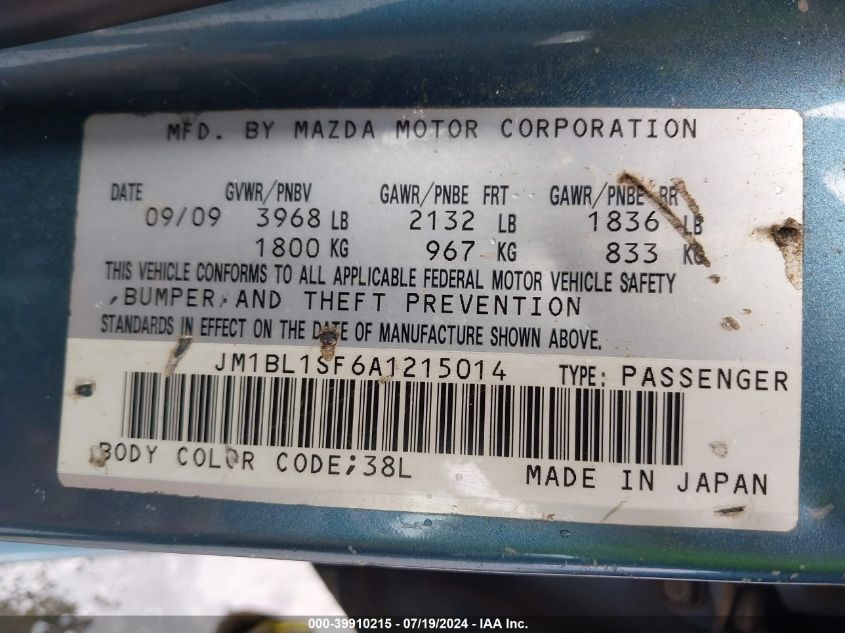 MFD. BY MAZDA MOTOR CORPORATION
DATE GVWR/PNBV GAWR/PNBE FRT GAWR/PNBE RR
09/09 3968 LB 2132 LB 1836 LB
1800 KG 967 KG 833 KG
THIS VEHICLE CONFORMS TO ALL APPLICABLE FEDERAL MOTOR VEHICLE SAFETY
,BUMPER, AND THEFT PREVENTION
STANDARDS IN EFFECT ON THE DATE OF MANUFACTURE SHOWN ABOVE.
JM1BL1SF6A1215014 TYPE: PASSENGER
BODY COLOR CODE;38L
MADE IN JAPAN
000-39910215 - 07/19/2024 - IAA Inc.